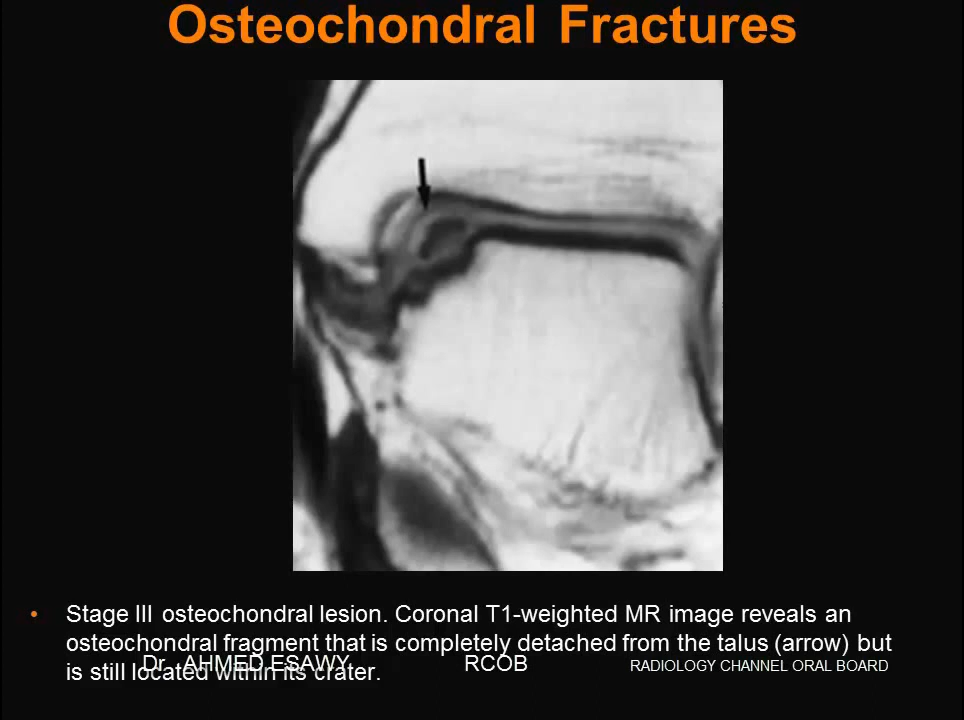 Osteochondral Fractures
• Stage III osteochondral lesion. Coronal T1-weighted MR image reveals an
osteochondral fragment that is completely detached from the talus (arrow) but
is still located within its crater.
Dr. AHMED ESAWY RCOB RADIOLOGY CHANNEL ORAL BOARD